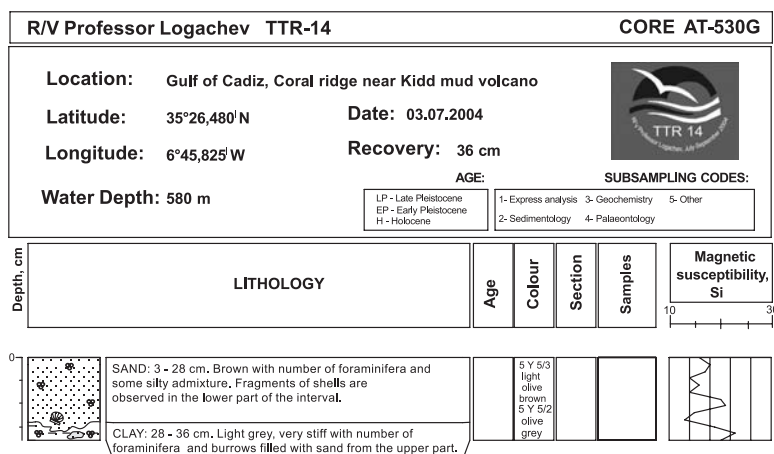 R/V Professor Logachev TTR-14 CORE AT-530G
Location: Gulf of Cadiz, Coral ridge near Kidd mud volcano
Latitude: 35°26,480' N Date: 03.07.2004
Longitude: 6°45,825' W Recovery: 36 cm
Water Depth: 580 m
TTR 14
R/V Professor Logachev, July September 2004
AGE:
LP - Late Pleistocene
EP - Early Pleistocene
H - Holocene
SUBSAMPLING CODES:
1- Express analysis 3- Geochemistry 5- Other
2- Sedimentology 4- Palaeontology
Depth, cm
LITHOLOGY
Age
Colour
Section
Samples
Magnetic
susceptibility,
Si
10 30
0
SAND: 3 - 28 cm. Brown with number of foraminifera and
some silty admixture. Fragments of shells are
observed in the lower part of the interval.
CLAY: 28 - 36 cm. Light grey, very stiff with number of
foraminifera and burrows filled with sand from the upper part.
5 Y 5/3
light
olive
brown
5 Y 5/2
olive
grey